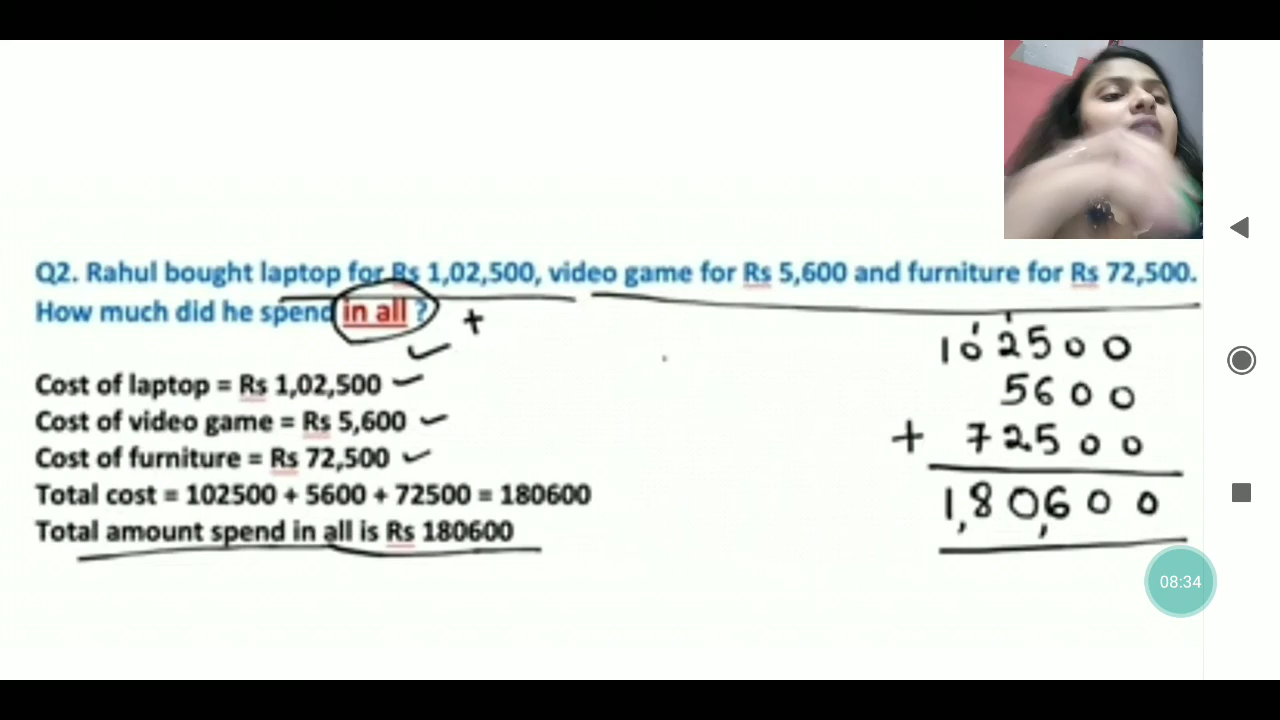 Q2. Rahul bought laptop for Rs 1,02,500, video game for Rs 5,600 and furniture for Rs 72,500.
How much did he spend in all ?
+
Cost of laptop = Rs 1,02,500
Cost of video game = Rs 5,600
Cost of furniture = Rs 72,500
Total cost = 102500 + 5600 + 72500 = 180600
Total amount spend in all is Rs 180600
1 1
102500
5600
+ 72500
1,80,600
08:34